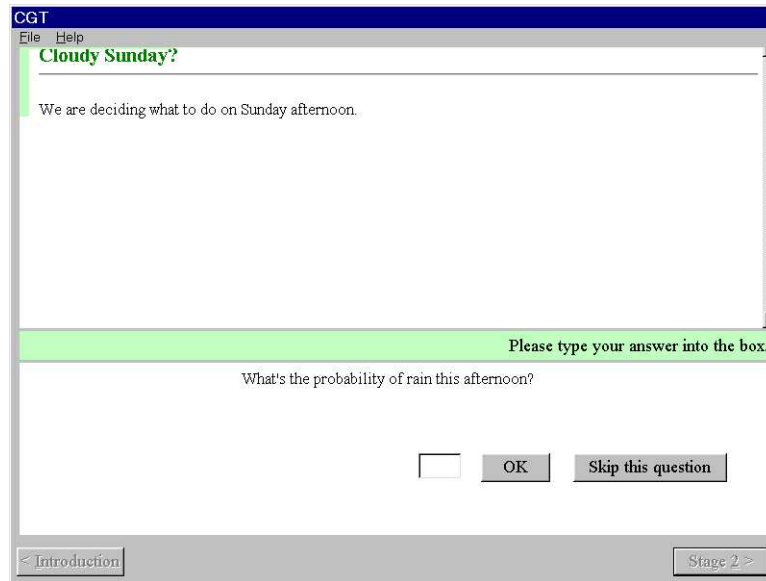 CGT
File Help
Cloudy Sunday?
We are deciding what to do on Sunday afternoon.
Please type your answer into the box.
What's the probability of rain this afternoon?
OK Skip this question
< Introduction Stage 2 >